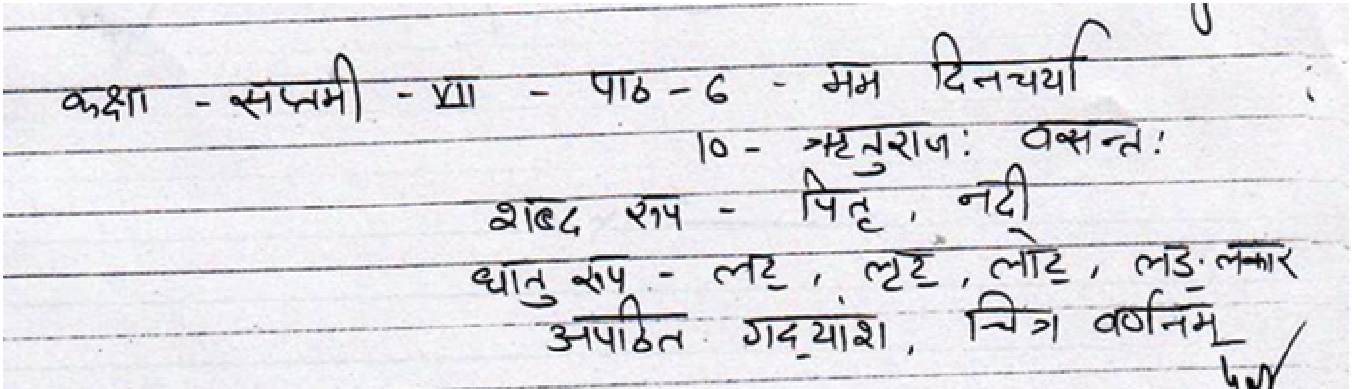 कक्षा - सप्तमी - VII - पाठ - 6 - मम दिनचर्या
10 - ऋतुराज: वसन्त:
शब्द रूप - पितृ, नदी
धातु रूप - लट्, लृट्, लोट्, लङ् लकार
अपठित गद्यांश, चित्र वर्णनम्